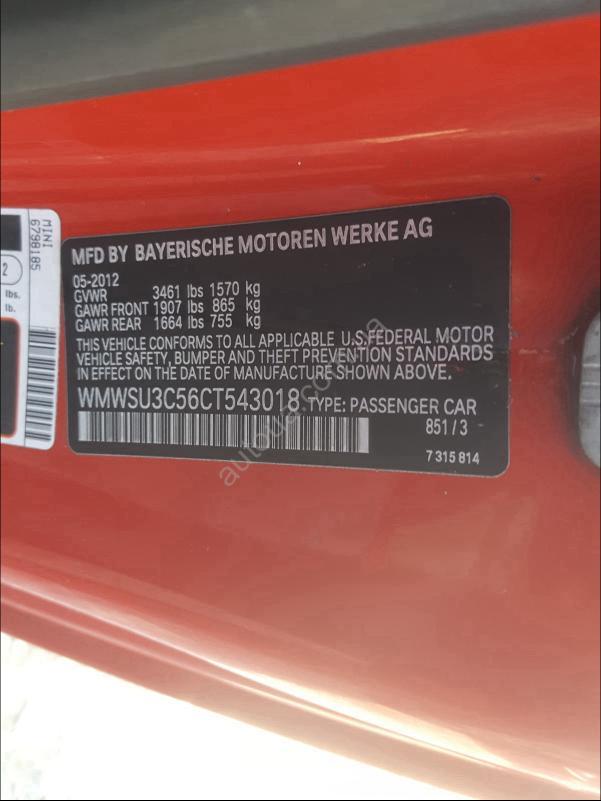 MINI
6798185
2
lbs.
lb.
MFD BY BAYERISCHE MOTOREN WERKE AG
05-2012
GVWR 3461 lbs 1570 kg
GAWR FRONT 1907 lbs 865 kg
GAWR REAR 1664 lbs 755 kg
THIS VEHICLE CONFORMS TO ALL APPLICABLE U.S.FEDERAL MOTOR
VEHICLE SAFETY, BUMPER AND THEFT PREVENTION STANDARDS
IN EFFECT ON THE DATE OF MANUFACTURE SHOWN ABOVE.
WMWSU3C56CT543018 TYPE: PASSENGER CAR
851/3
7 315 814